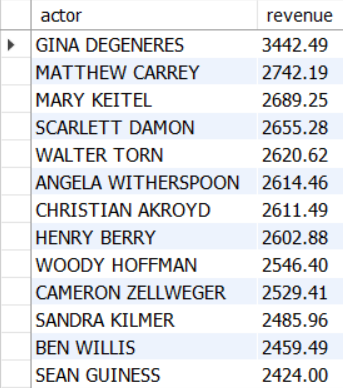 actor revenue
GINA DEGENERES 3442.49
MATTHEW CARREY 2742.19
MARY KEITEL 2689.25
SCARLETT DAMON 2655.28
WALTER TORN 2620.62
ANGELA WITHERSPOON 2614.46
CHRISTIAN AKROYD 2611.49
HENRY BERRY 2602.88
WOODY HOFFMAN 2546.40
CAMERON ZELLWEGER 2529.41
SANDRA KILMER 2485.96
BEN WILLIS 2459.49
SEAN GUINESS 2424.00